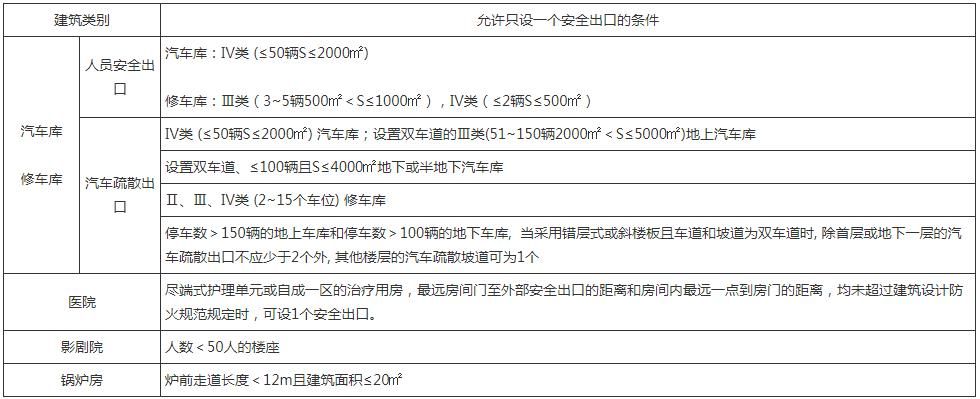 建筑类别
允许只设一个安全出口的条件
汽车库
修车库
人员安全出
口
汽车库：Ⅳ类 (≤50辆S≤2000㎡)
修车库：Ⅲ类（3~5辆500㎡＜S≤1000㎡），Ⅳ类（≤2辆S≤500㎡）
汽车疏散出
口
Ⅳ类 (≤50辆S≤2000㎡) 汽车库；设置双车道的Ⅲ类(51~150辆2000㎡＜S≤5000㎡)地上汽车库
设置双车道、≤100辆且S≤4000㎡地下或半地下汽车库
Ⅱ、Ⅲ、Ⅳ类 (2~15个车位) 修车库
停车数＞150辆的地上车库和停车数＞100辆的地下车库, 当采用错层式或斜楼板且车道和坡道为双车道时, 除首层或地下一层的汽
车疏散出口不应少于2个外, 其他楼层的汽车疏散坡道可为1个
医院
尽端式护理单元或自成一区的治疗用房，最远房间门至外部安全出口的距离和房间内最远一点到房门的距离，均未超过建筑设计防
火规范规定时，可设1个安全出口。
影剧院
人数＜50人的楼座
锅炉房
炉前走道长度＜12m且建筑面积≤20㎡